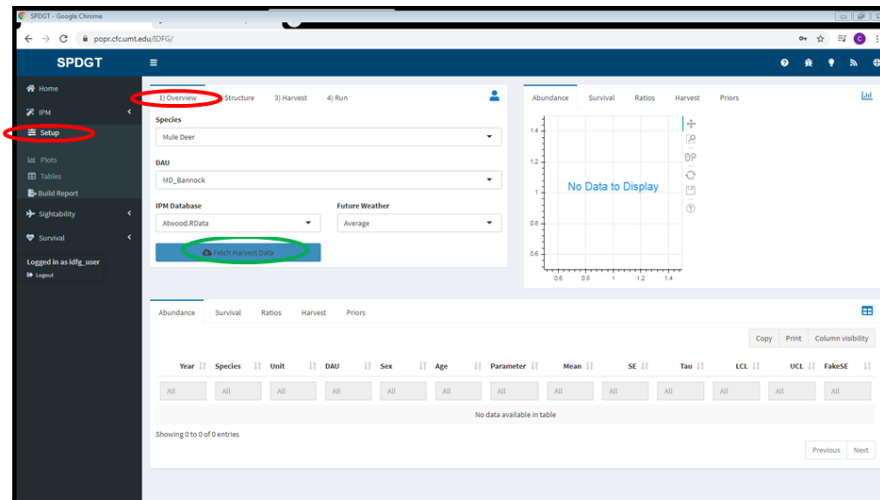 SPDGT - Google Chrome
popr.cfc.umt.edu/IDFG/
SPDGT
Home
IPM
Setup
Plots
Tables
Build Report
Sightability
Survival
Logged in as idfg_user
Logout
1) Overview Structure 3) Harvest 4) Run
Species
Mule Deer
DAU
MD_Bannock
IPM Database Future Weather
Atwood.RData Average
Fetch Harvest Data
Abundance Survival Ratios Harvest Priors
1.4
1.2
1
0.8
0.6
No Data to Display
0.6 0.8 1 1.2 1.4
Abundance Survival Ratios Harvest Priors
Copy Print Column visibility
Year Species Unit DAU Sex Age Parameter Mean SE Tau LCL UCL FakeSE
All All All All All All All All All All All All All
No data available in table
Showing 0 to 0 of 0 entries
Previous Next